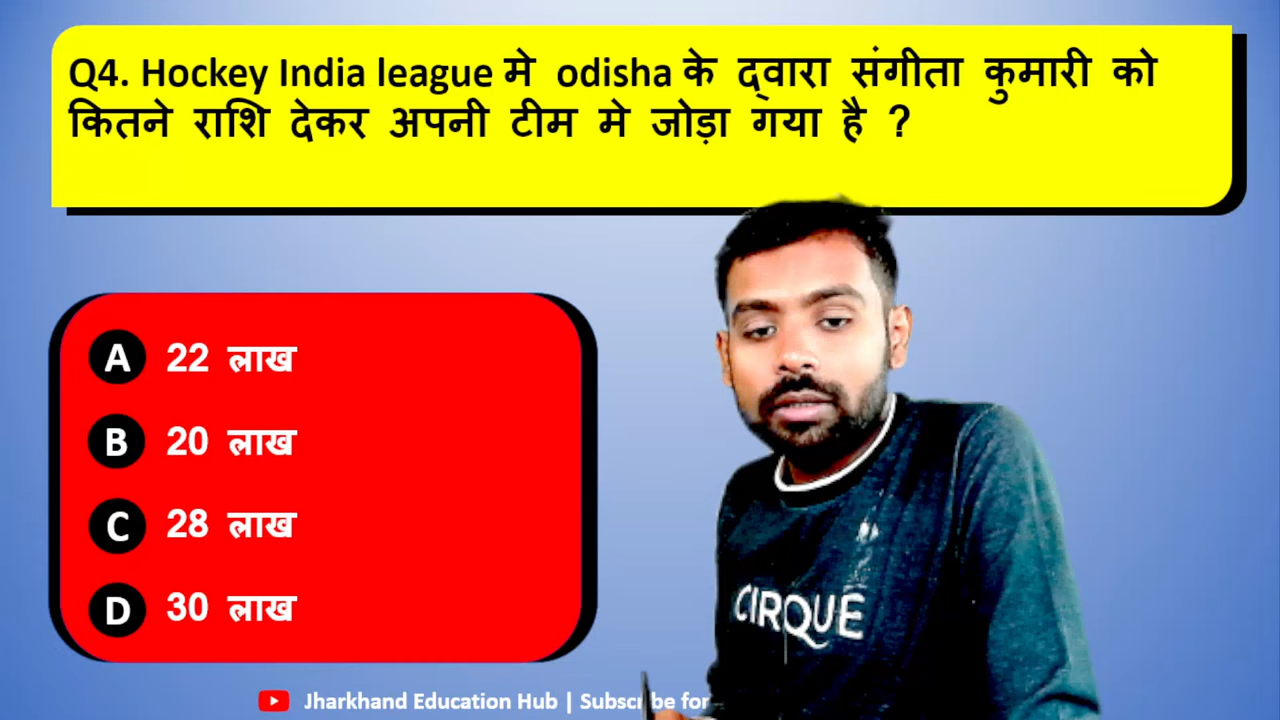 Q4. Hockey India league मे odisha के द्वारा संगीता कुमारी को
कितने राशि देकर अपनी टीम मे जोड़ा गया है ?
A 22 लाख
B 20 लाख
C 28 लाख
D 30 लाख
CIRQUE
Jharkhand Education Hub | Subscribe for